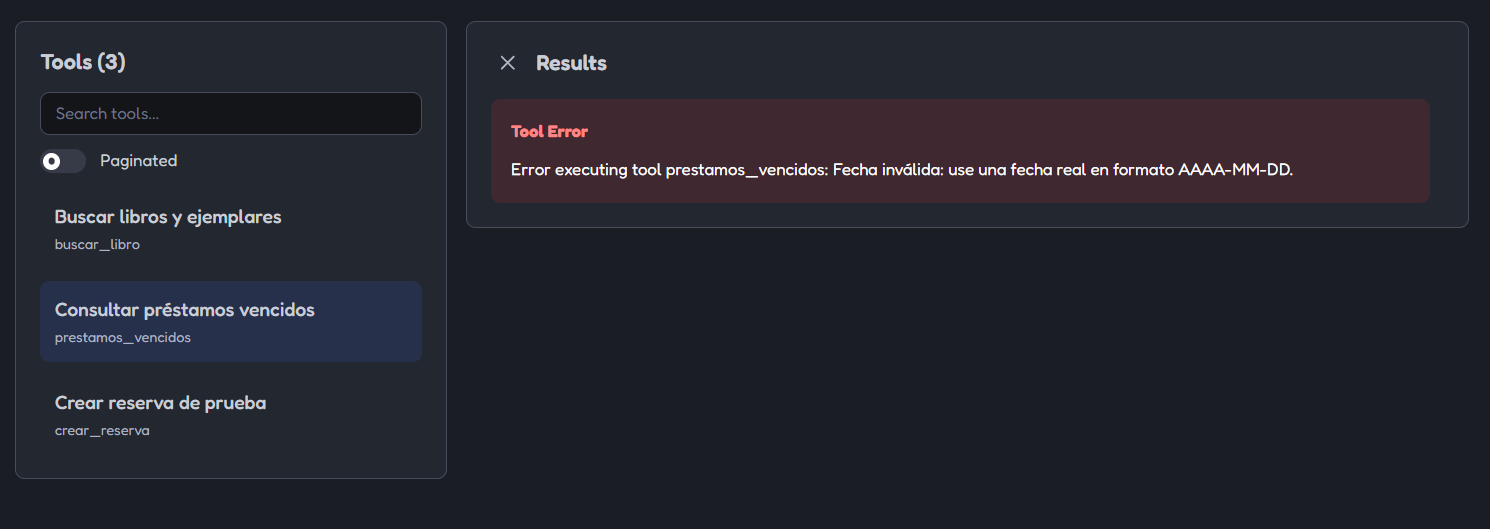 Tools (3)
Search tools...
Paginated
Buscar libros y ejemplares
buscar_libro
Consultar préstamos vencidos
prestamos_vencidos
Crear reserva de prueba
crear_reserva
Results
Tool Error
Error executing tool prestamos_vencidos: Fecha inválida: use una fecha real en formato AAAA-MM-DD.